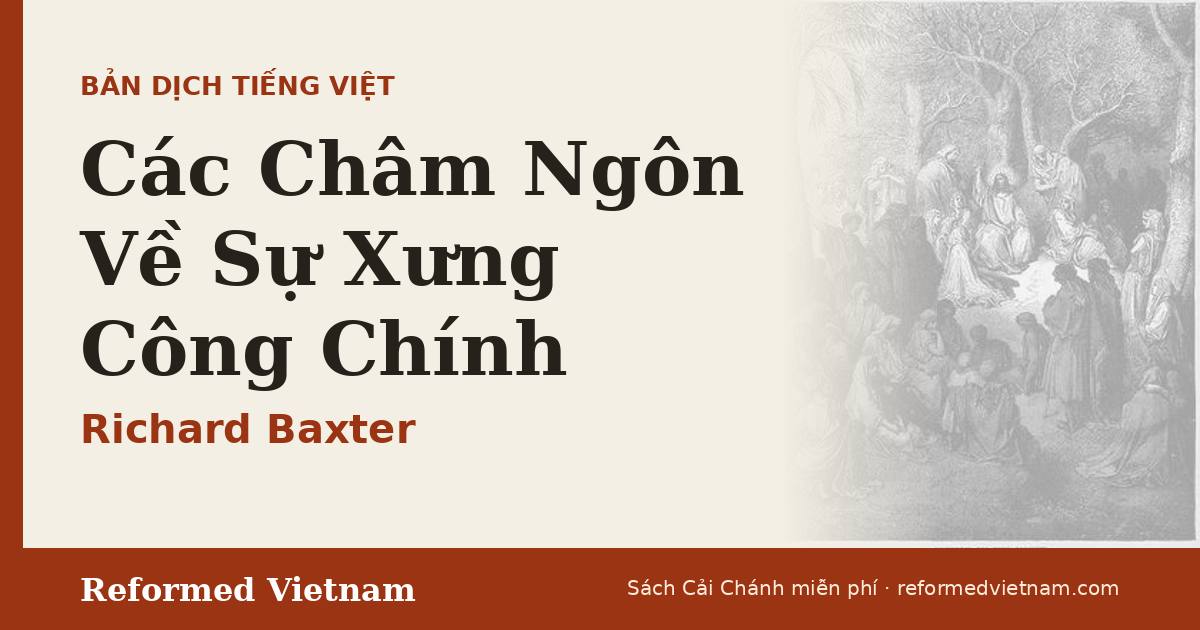 BẢN DỊCH TIẾNG VIỆT
Các Châm Ngôn
Về Sự Xưng
Công Chính
Richard Baxter
Reformed Vietnam
Sách Cải Chánh miễn phí · reformedvietnam.com